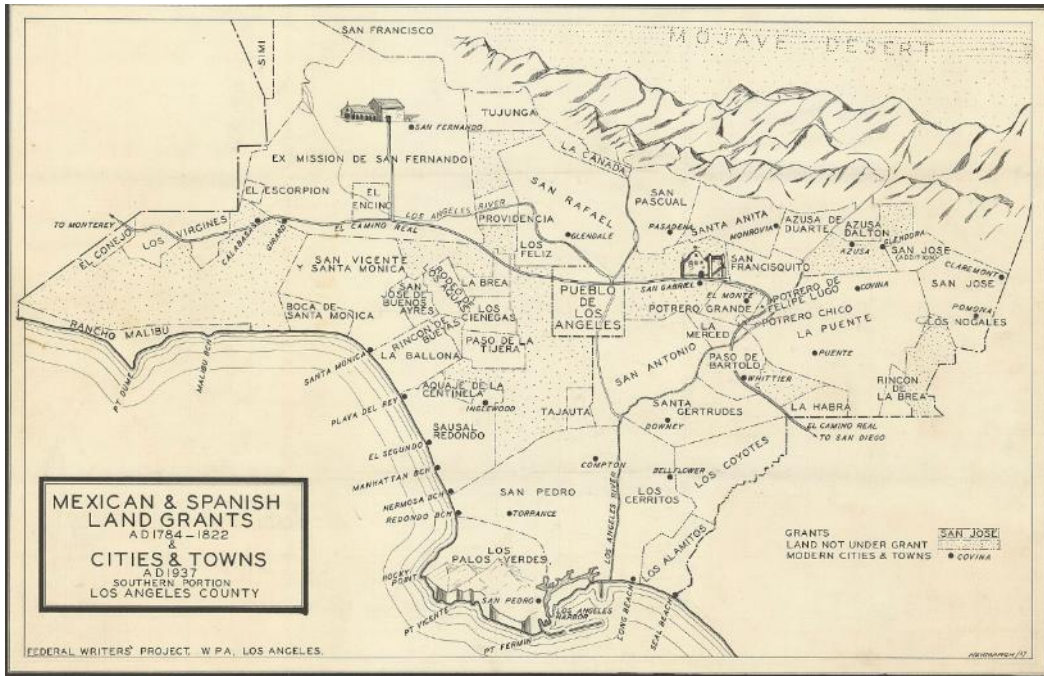 SAN FRANCISCO
MOJAVE DESERT
SIMI
TUJUNGA
SAN FERNANDO
LA CANADA
EX MISSION DE SAN FERNANDO
SAN RAFAEL
SAN PASCUAL
EL ESCORPION
EL ENCINO
LOS ANGELES RIVER
PROVIDENCIA
SANTA ANITA
AZUSA DE DUARTE
AZUSA DALTON
TO MONTEREY
EL CONEJO
LOS VIRGINES
CALABASAS
GIRARD
EL CAMINO REAL
GLENDALE
PASADENA
MONROVIA
GLENDORA
AZUSA
SAN JOSE
(ADDITION)
LOS FELIZ
SAN VICENTE
Y SANTA MONICA
RODEO DE
LOS AGUAS
LA BREA
SAN FRANCISQUITO
CLAREMONT
SAN JOSE
SAN JOSE DE BUENOS AYRES
LOS CIENEGAS
PUEBLO
DE
LOS
ANGELES
SAN GABRIEL
EL MONTE
POTRERO DE
FELIPE LUGO
COVINA
POTRERO GRANDE
POTRERO CHICO
POMONA
BOCA DE
SANTA MONICA
RINCON DE
BUEYAS
PASO DE LA
TIJERA
LA MERCED
LA PUENTE
LOS NOGALES
RANCHO MALIBU
LA BALLONA
SAN ANTONIO
PASO DE
BARTOLO
PUENTE
PT DUME
MALIBU BCH
SANTA MONICA
AQUAJE DE LA
CENTINELA
WHITTIER
RINCON
DE
LA BREA
INGLEWOOD
TAJAUTA
SANTA
GERTRUDES
LA HABRA
PLAYA DEL REY
SAUSAL
REDONDO
DOWNEY
EL CAMINO REAL
TO SAN DIEGO
EL SEGUNDO
COMPTON
BELLFLOWER
LOS COYOTES
MANHATTAN BCH
SAN PEDRO
LOS
CERRITOS
HERMOSA BCH
REDONDO BCH
TORRANCE
LOS ANGELES RIVER
LOS ALAMITOS
LOS
PALOS VERDES
ROCKY
POINT
SAN PEDRO
LOS ANGELES
HARBOR
LONG BEACH
SEAL BEACH
PT VICENTE
PT FERMIN
MEXICAN & SPANISH
LAND GRANTS
AD 1784-1822
&
CITIES & TOWNS
AD 1937
SOUTHERN PORTION
LOS ANGELES COUNTY
GRANTS SAN JOSE
LAND NOT UNDER GRANT
MODERN CITIES & TOWNS COVINA
FEDERAL WRITERS' PROJECT, W PA, LOS ANGELES.